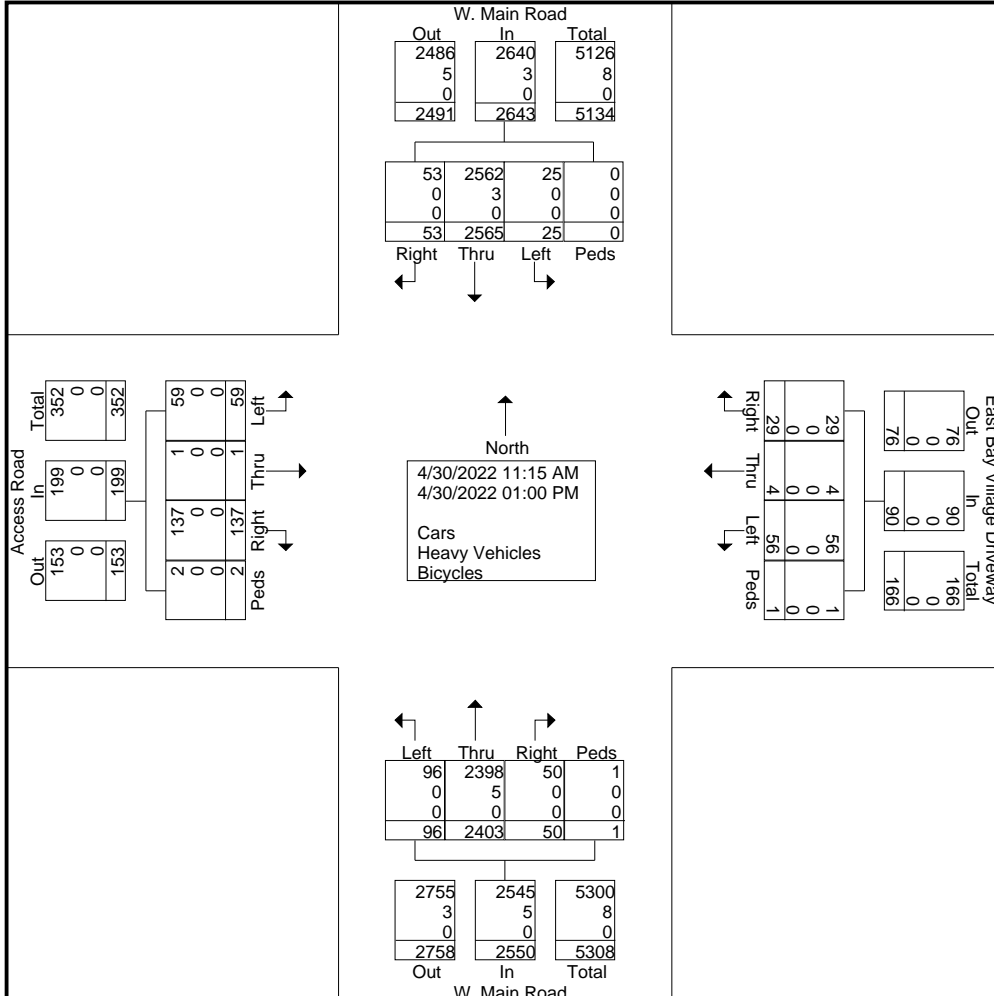 W. Main Road
Out In Total
2486 2640 5126
5 3 8
0 0 0
2491 2643 5134
53 2562 25 0
0 3 0 0
0 0 0 0
53 2565 25 0
Right Thru Left Peds
Access Road
Total
352 0 0 352
In
199 0 0 199
Out
153 0 0 153
Left
59 0 0 59
Thru
1 0 0 1
Right
137 0 0 137
Peds
2 0 0 2
North
4/30/2022 11:15 AM
4/30/2022 01:00 PM
Cars
Heavy Vehicles
Bicycles
Right
29 0 0 29
Thru
4 0 0 4
Left
56 0 0 56
Peds
1 0 0 1
East Bay Village Driveway
Out
76 0 0 76
In
90 0 0 90
Total
166 0 0 166
Left Thru Right Peds
96 2398 50 1
0 5 0 0
0 0 0 0
96 2403 50 1
2755 2545 5300
3 5 8
0 0 0
2758 2550 5308
Out In Total
W. Main Road